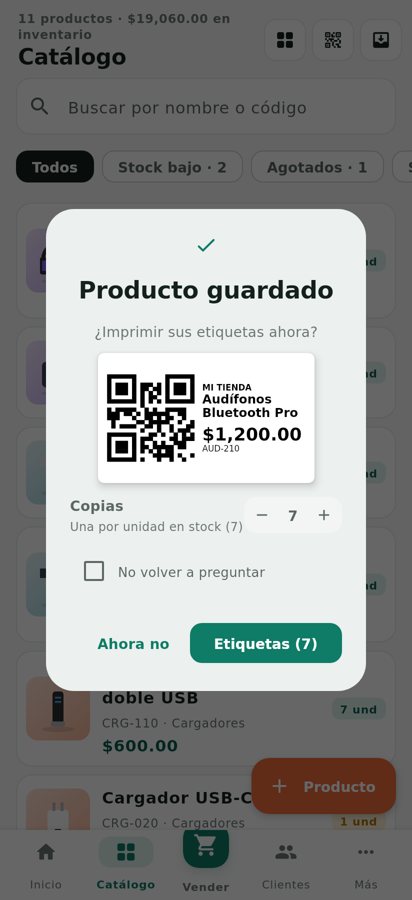 11 productos · $19,060.00 en
inventario
Catálogo
Buscar por nombre o código
Todos
Stock bajo · 2
Agotados · 1
nd
Producto guardado
¿Imprimir sus etiquetas ahora?
MI TIENDA
Audífonos
Bluetooth Pro
$1,200.00
AUD-210
nd
Copias
Una por unidad en stock (7)
− 7 +
nd
No volver a preguntar
Ahora no
Etiquetas (7)
doble USB
7 und
CRG-110 · Cargadores
$600.00
+ Producto
Cargador USB-C
CRG-020 · Cargadores
1 und
Inicio
Catálogo
Vender
Clientes
Más